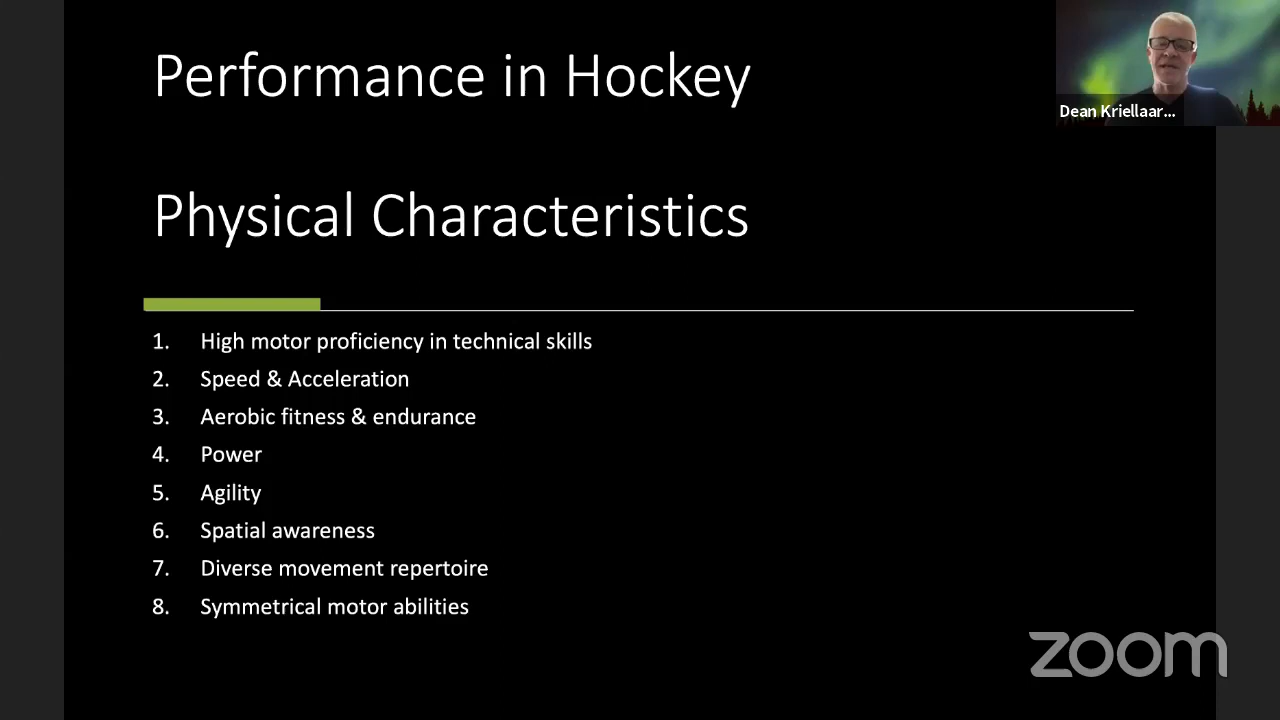 Performance in Hockey
Dean Kriellaar...
Physical Characteristics
1. High motor proficiency in technical skills
2. Speed & Acceleration
3. Aerobic fitness & endurance
4. Power
5. Agility
6. Spatial awareness
7. Diverse movement repertoire
8. Symmetrical motor abilities
zoom